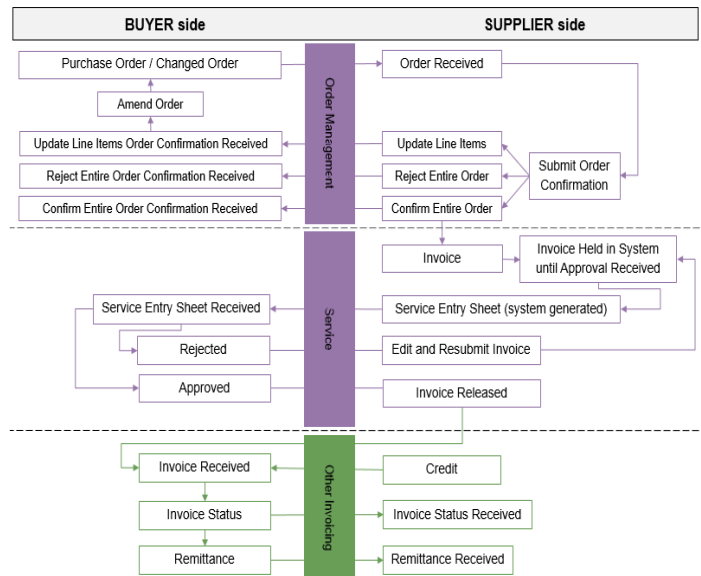 BUYER side
SUPPLIER side
Order Management
Purchase Order / Changed Order
Order Received
Amend Order
Update Line Items Order Confirmation Received
Update Line Items
Reject Entire Order Confirmation Received
Reject Entire Order
Submit Order
Confirmation
Confirm Entire Order Confirmation Received
Confirm Entire Order
Service
Invoice
Invoice Held in System
until Approval Received
Service Entry Sheet Received
Service Entry Sheet (system generated)
Rejected
Edit and Resubmit Invoice
Approved
Invoice Released
Other Invoicing
Invoice Received
Credit
Invoice Status
Invoice Status Received
Remittance
Remittance Received